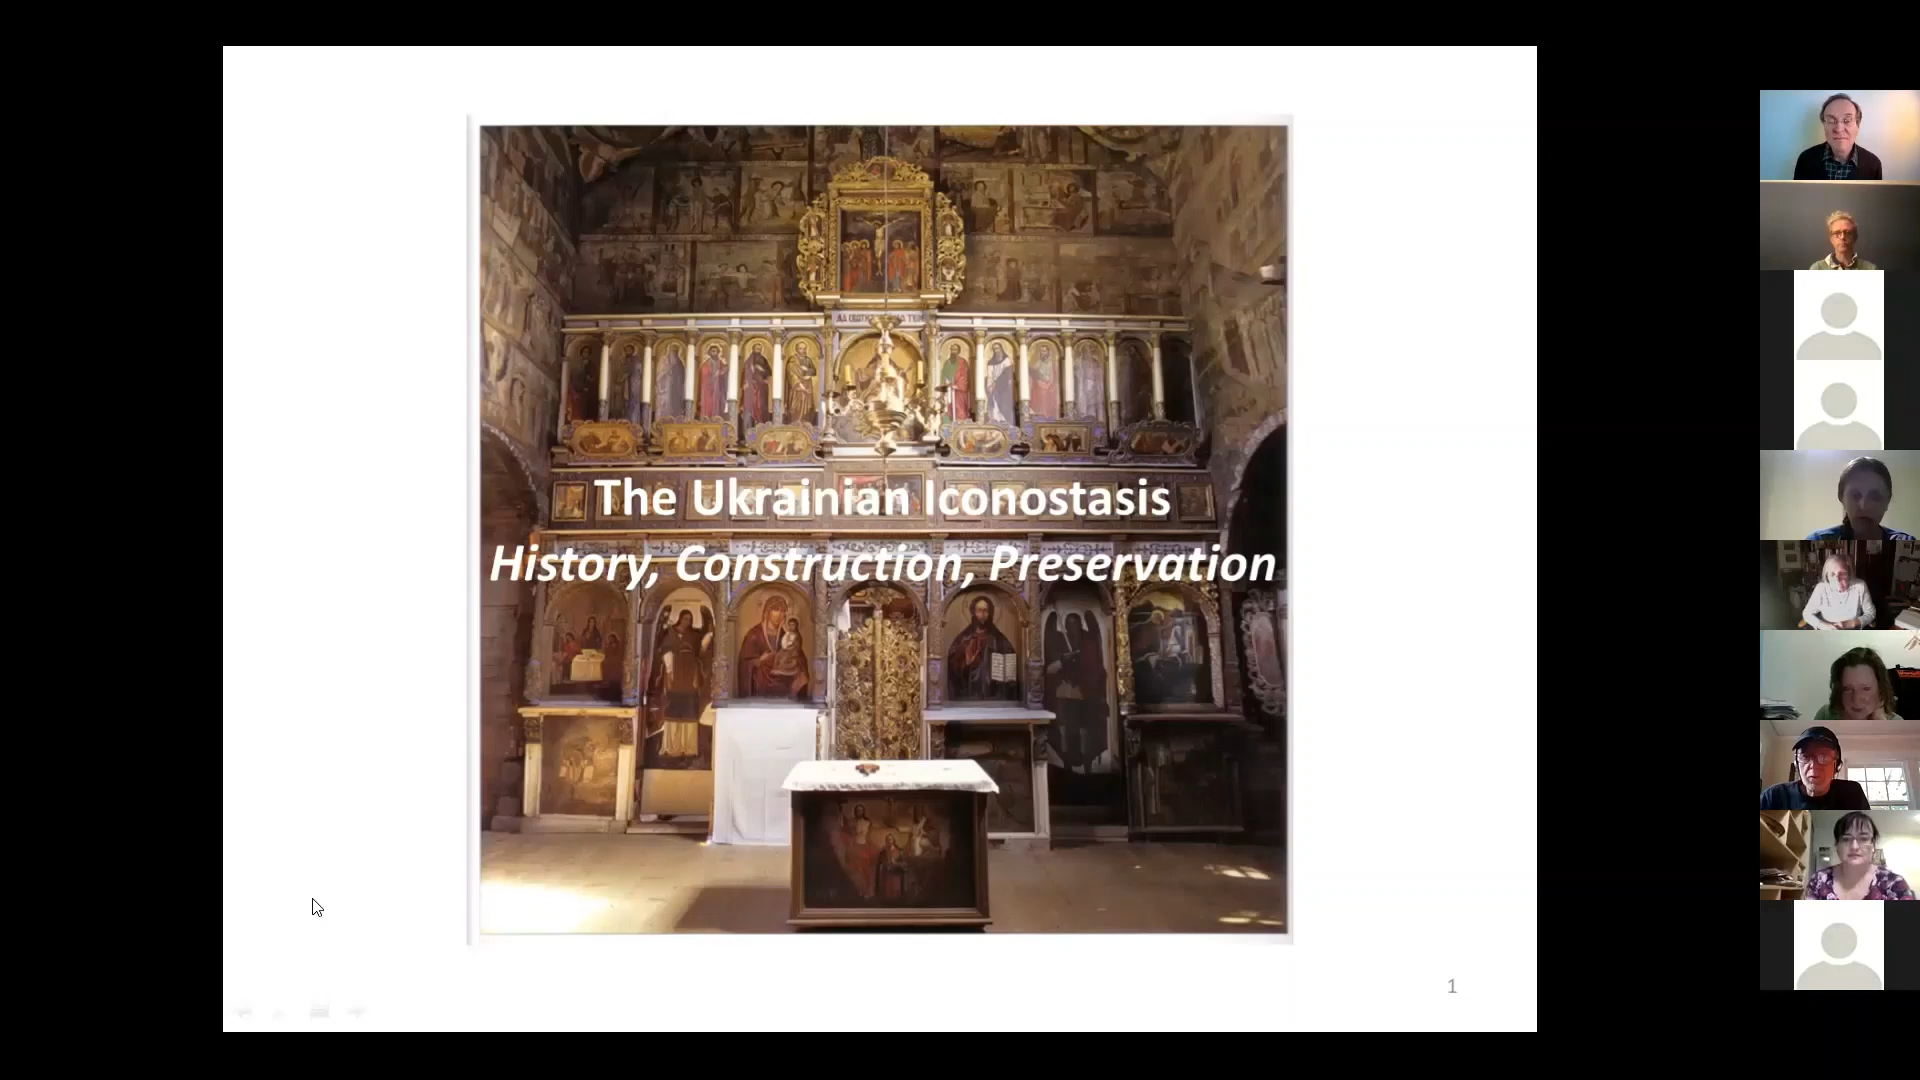 The Ukrainian Iconostasis
History, Construction, Preservation
1